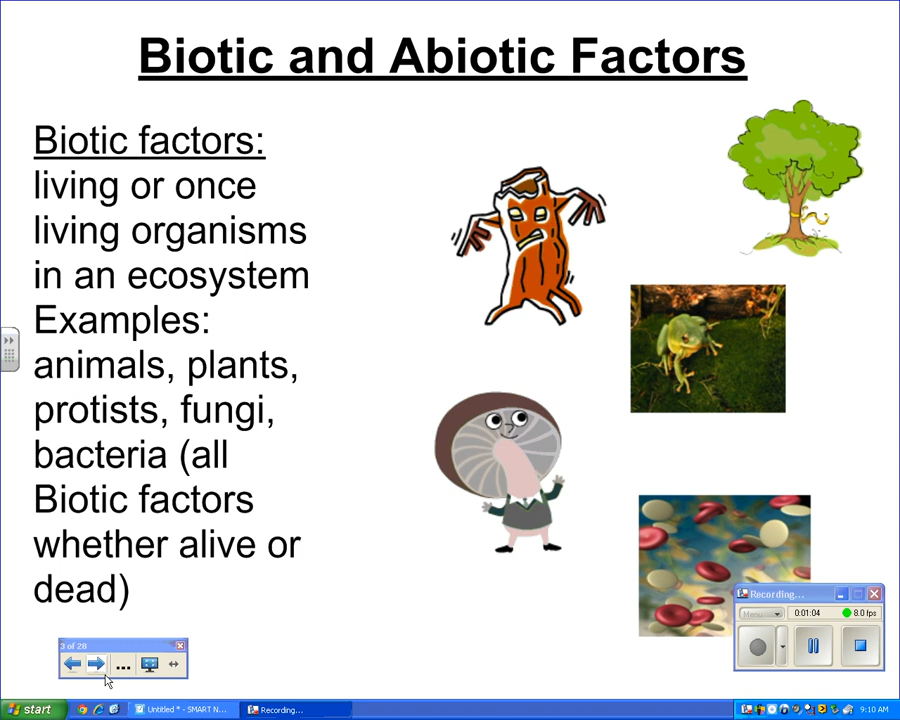 Biotic and Abiotic Factors
Biotic factors:
living or once
living organisms
in an ecosystem
Examples:
animals, plants,
protists, fungi,
bacteria (all
Biotic factors
whether alive or
dead)
3 of 28
...
Recording...
Menu
0:01:04
8.0 fps
start
Untitled * - SMART N...
Recording...
9:10 AM